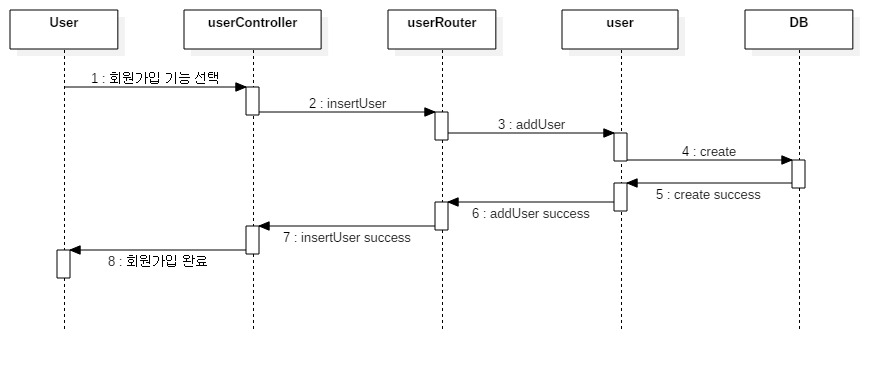 User
userController
userRouter
user
DB
1 : 회원가입 기능 선택
2 : insertUser
3 : addUser
4 : create
5 : create success
6 : addUser success
7 : insertUser success
8 : 회원가입 완료